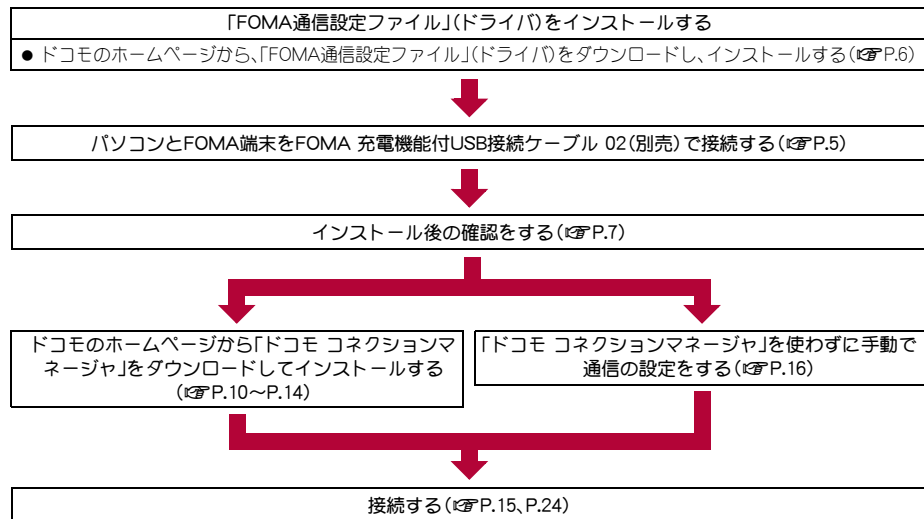 「FOMA通信設定ファイル」(ドライバ)をインストールする
● ドコモのホームページから、「FOMA通信設定ファイル」(ドライバ)をダウンロードし、インストールする(☞P.6)
パソコンとFOMA端末をFOMA 充電機能付USB接続ケーブル 02(別売)で接続する(☞P.5)
インストール後の確認をする(☞P.7)
ドコモのホームページから「ドコモ コネクションマ
ネージャ」をダウンロードしてインストールする
(☞P.10～P.14)
「ドコモ コネクションマネージャ」を使わずに手動で
通信の設定をする(☞P.16)
接続する(☞P.15、P.24)